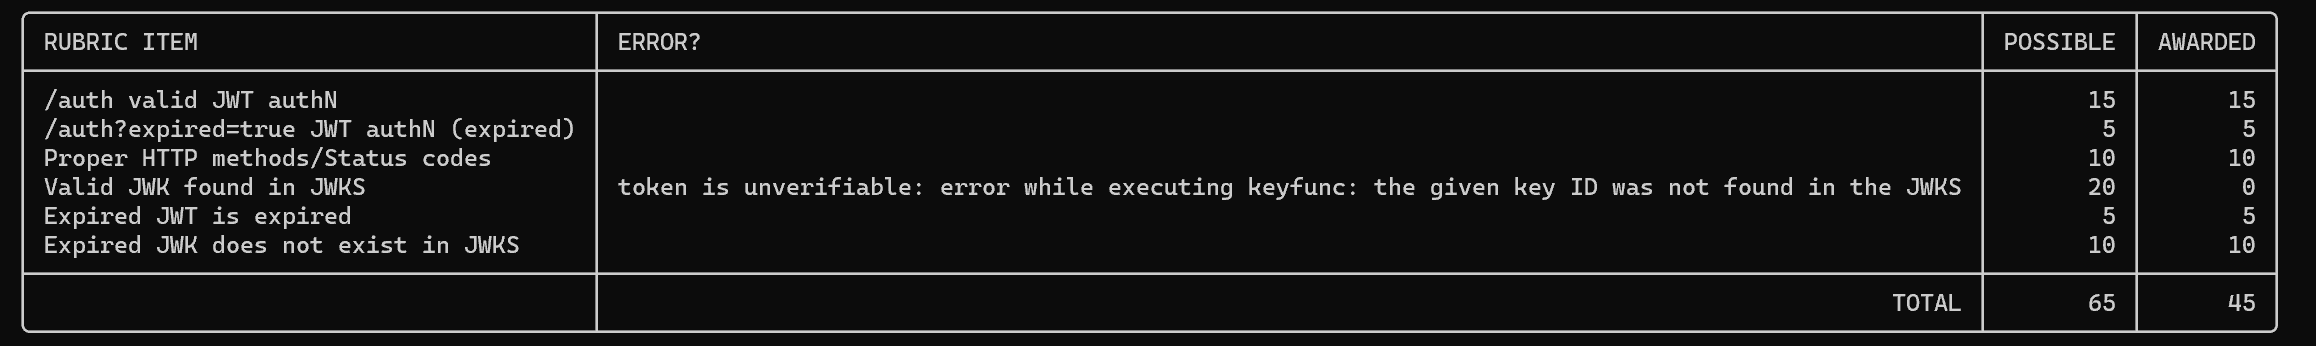 RUBRIC ITEM ERROR? POSSIBLE AWARDED
/auth valid JWT authN 15 15
/auth?expired=true JWT authN (expired) 5 5
Proper HTTP methods/Status codes 10 10
Valid JWK found in JWKS token is unverifiable: error while executing keyfunc: the given key ID was not found in the JWKS 20 0
Expired JWT is expired 5 5
Expired JWK does not exist in JWKS 10 10
TOTAL 65 45